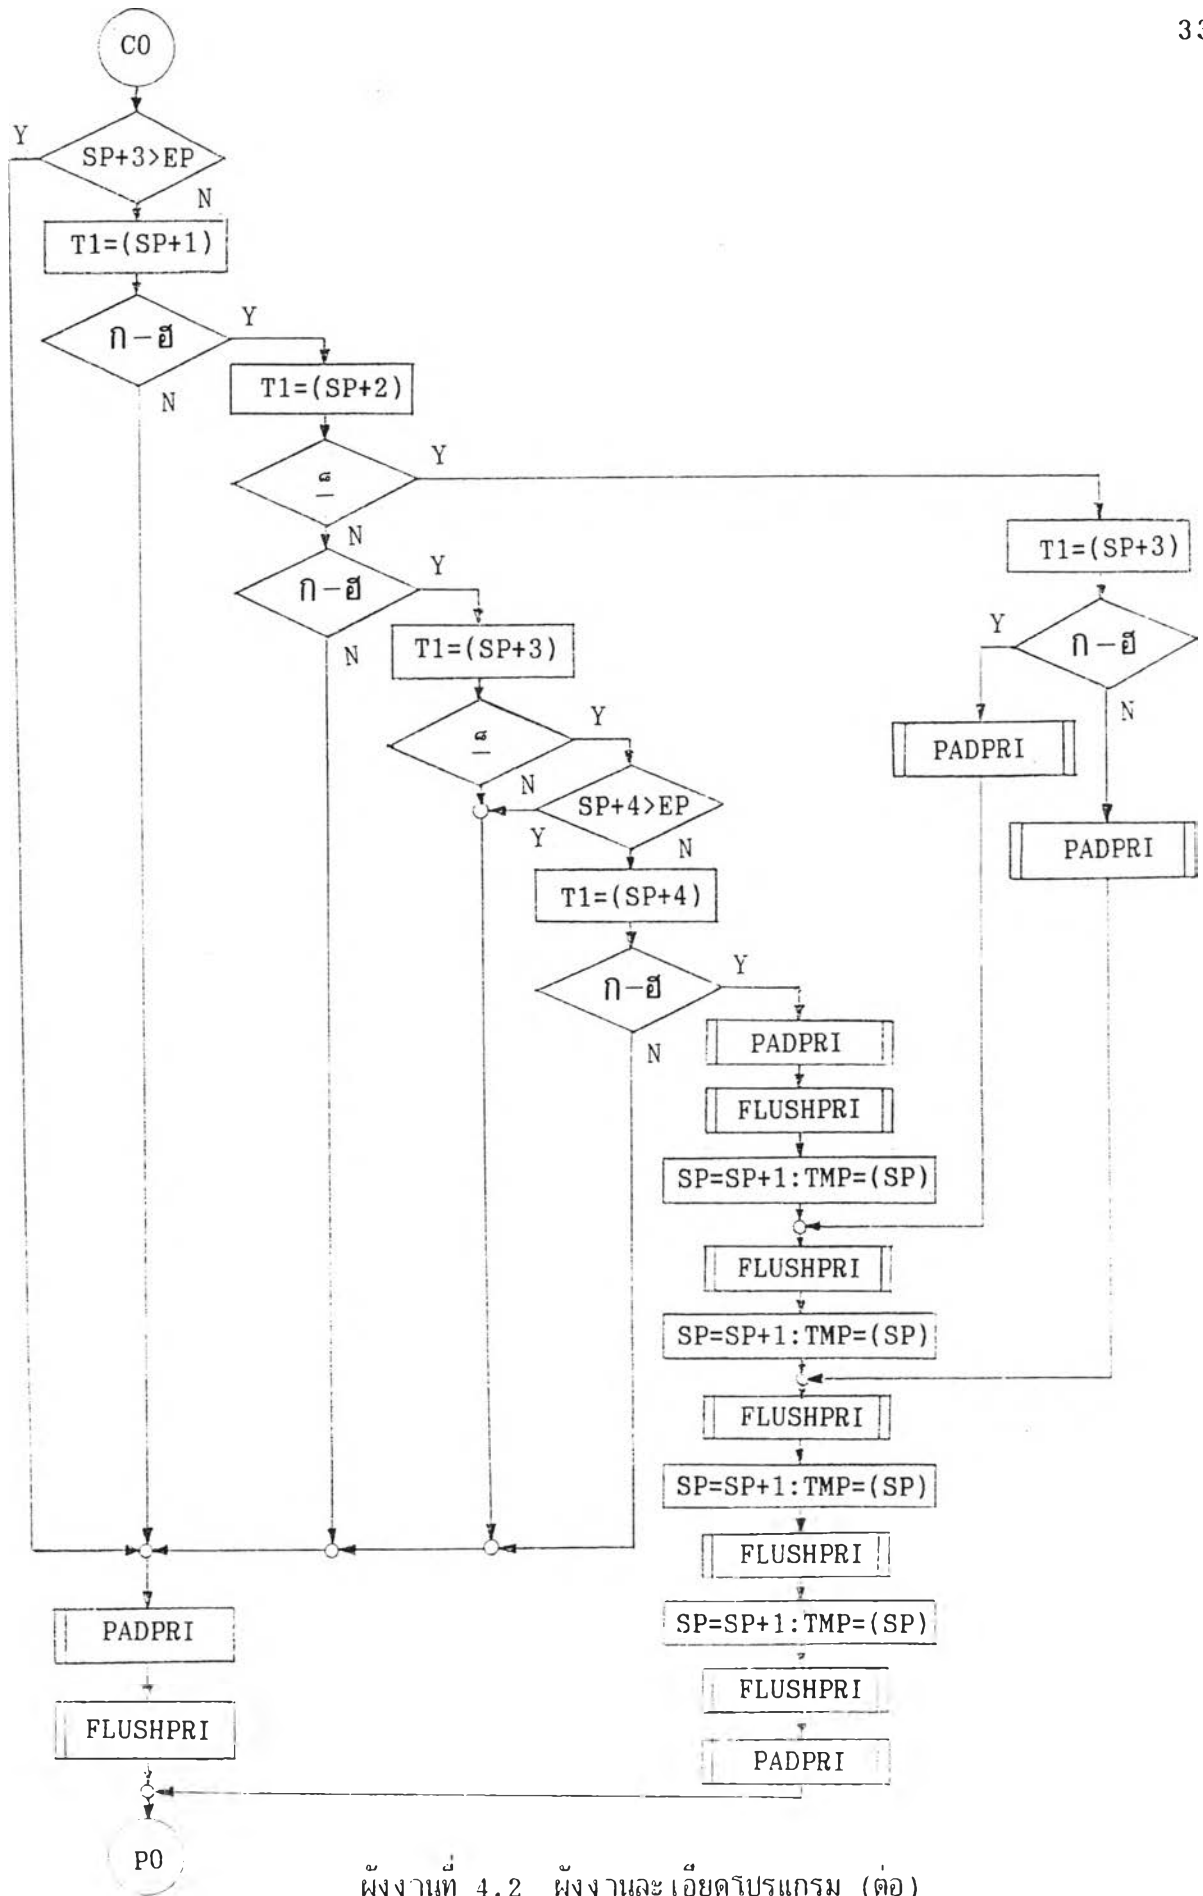 33
C0
Y
SP+3>EP
N
T1=(SP+1)
ก-ฮ
Y
N
T1=(SP+2)
Y
N
T1=(SP+3)
ก-ฮ
Y
ก-ฮ
Y
N
T1=(SP+3)
N
PADPRI
Y
N
SP+4>EP
Y
N
PADPRI
T1=(SP+4)
ก-ฮ
Y
N
PADPRI
FLUSHPRI
SP=SP+1:TMP=(SP)
FLUSHPRI
SP=SP+1:TMP=(SP)
FLUSHPRI
SP=SP+1:TMP=(SP)
FLUSHPRI
PADPRI
SP=SP+1:TMP=(SP)
FLUSHPRI
FLUSHPRI
PADPRI
P0
ผังงานที่ 4.2 ผังงานละเอียดโปรแกรม (ต่อ)